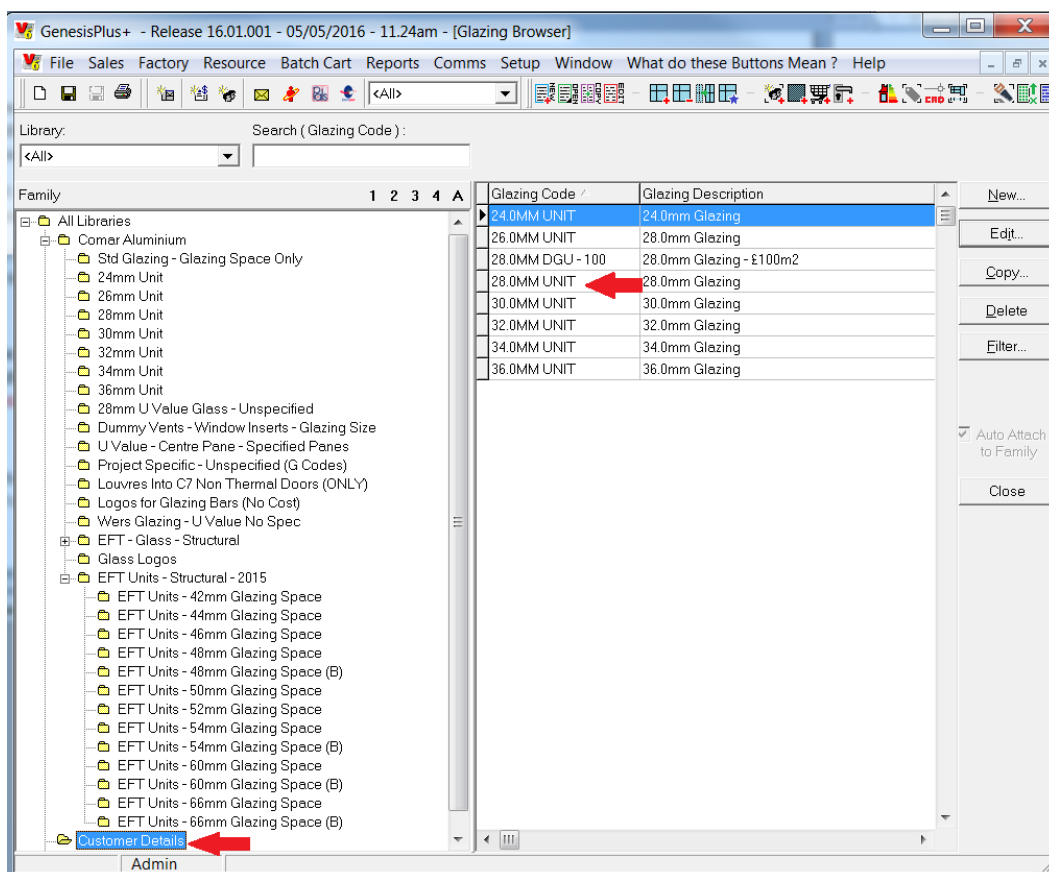 GenesisPlus+ - Release 16.01.001 - 05/05/2016 - 11.24am - [Glazing Browser]
File Sales Factory Resource Batch Cart Reports Comms Setup Window What do these Buttons Mean ? Help
<All>
Library:
Search ( Glazing Code ) :
<All>
Family 1 2 3 4 A
All Libraries
Comar Aluminium
Std Glazing - Glazing Space Only
24mm Unit
26mm Unit
28mm Unit
30mm Unit
32mm Unit
34mm Unit
36mm Unit
28mm U Value Glass - Unspecified
Dummy Vents - Window Inserts - Glazing Size
U Value - Centre Pane - Specified Panes
Project Specific - Unspecified (G Codes)
Louvres Into C7 Non Thermal Doors (ONLY)
Logos for Glazing Bars (No Cost)
Wers Glazing - U Value No Spec
EFT - Glass - Structural
Glass Logos
EFT Units - Structural - 2015
EFT Units - 42mm Glazing Space
EFT Units - 44mm Glazing Space
EFT Units - 46mm Glazing Space
EFT Units - 48mm Glazing Space
EFT Units - 48mm Glazing Space (B)
EFT Units - 50mm Glazing Space
EFT Units - 52mm Glazing Space
EFT Units - 54mm Glazing Space
EFT Units - 54mm Glazing Space (B)
EFT Units - 60mm Glazing Space
EFT Units - 60mm Glazing Space (B)
EFT Units - 66mm Glazing Space
EFT Units - 66mm Glazing Space (B)
Customer Details
Glazing Code Glazing Description
24.0MM UNIT 24.0mm Glazing
26.0MM UNIT 28.0mm Glazing
28.0MM DGU - 100 28.0mm Glazing - £100m2
28.0MM UNIT 28.0mm Glazing
30.0MM UNIT 30.0mm Glazing
32.0MM UNIT 32.0mm Glazing
34.0MM UNIT 34.0mm Glazing
36.0MM UNIT 36.0mm Glazing
New...
Edit...
Copy...
Delete
Filter...
Auto Attach
to Family
Close
Admin